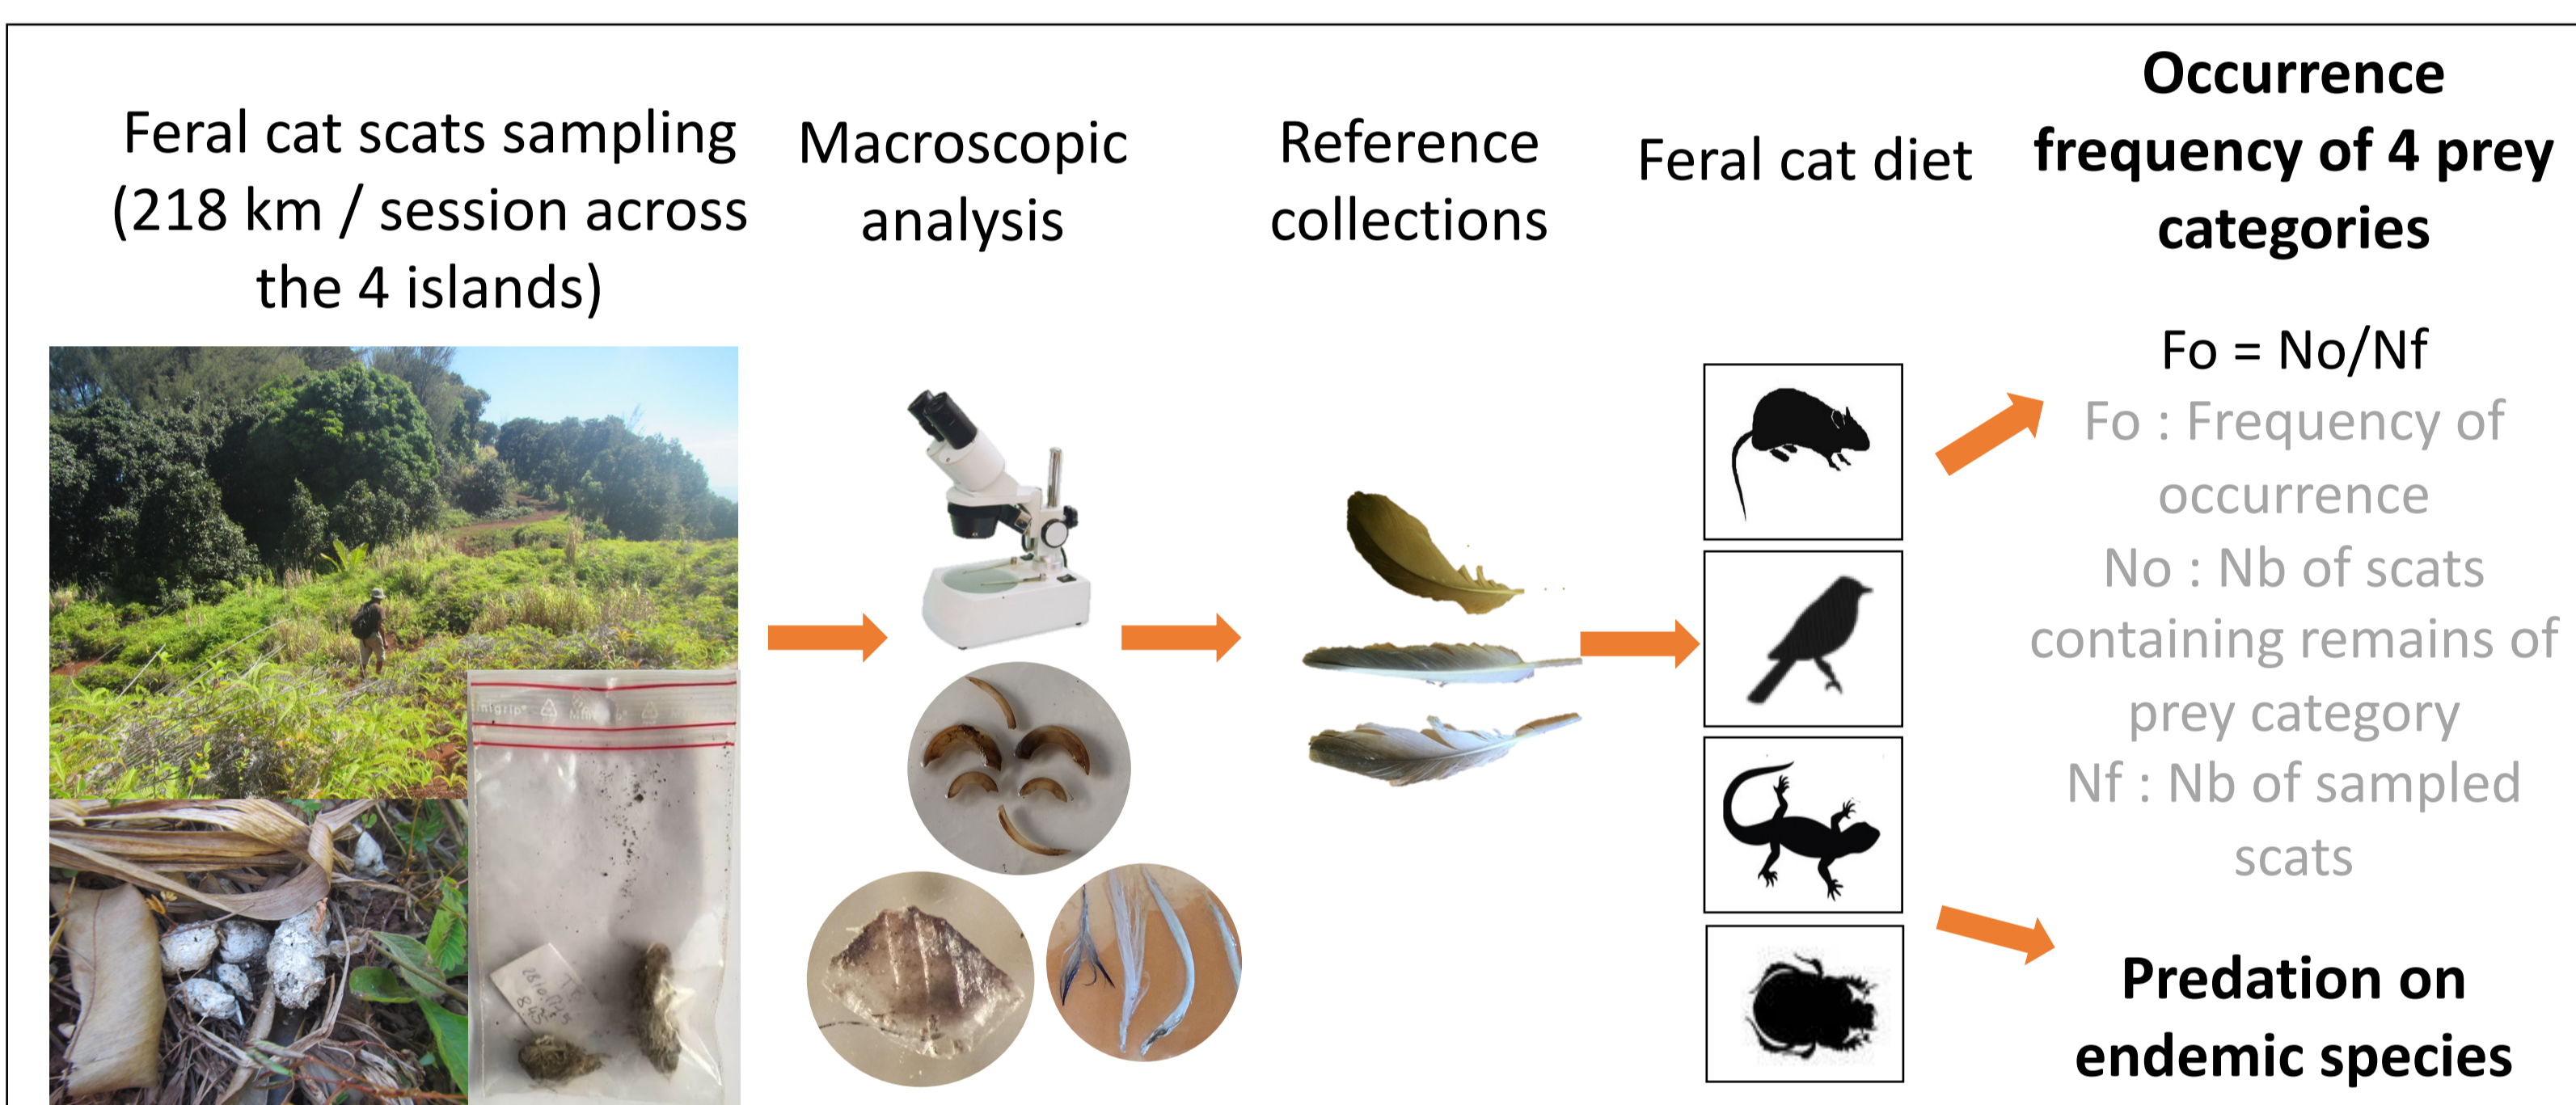 Feral cat scats sampling
(218 km / session across
the 4 islands)
Macroscopic
analysis
Reference
collections
Feral cat diet
Occurrence
frequency of 4 prey
categories
Fo = No/Nf
Fo : Frequency of
occurrence
No : Nb of scats
containing remains of
prey category
Nf : Nb of sampled
scats
Predation on
endemic species